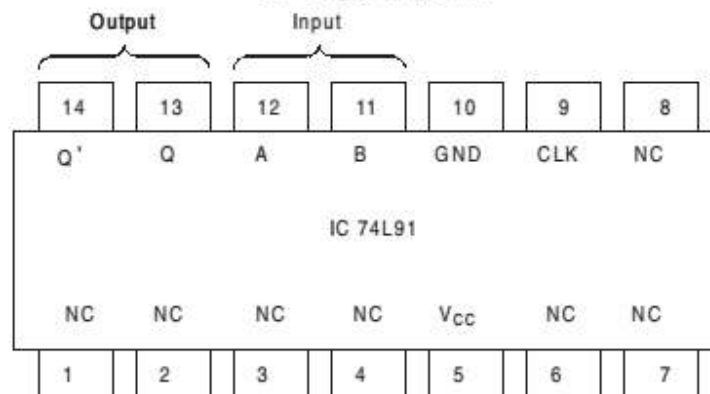 Output Input
14 13 12 11 10 9 8
Q' Q A B GND CLK NC
IC 74L91
NC NC NC NC VCC NC NC
1 2 3 4 5 6 7